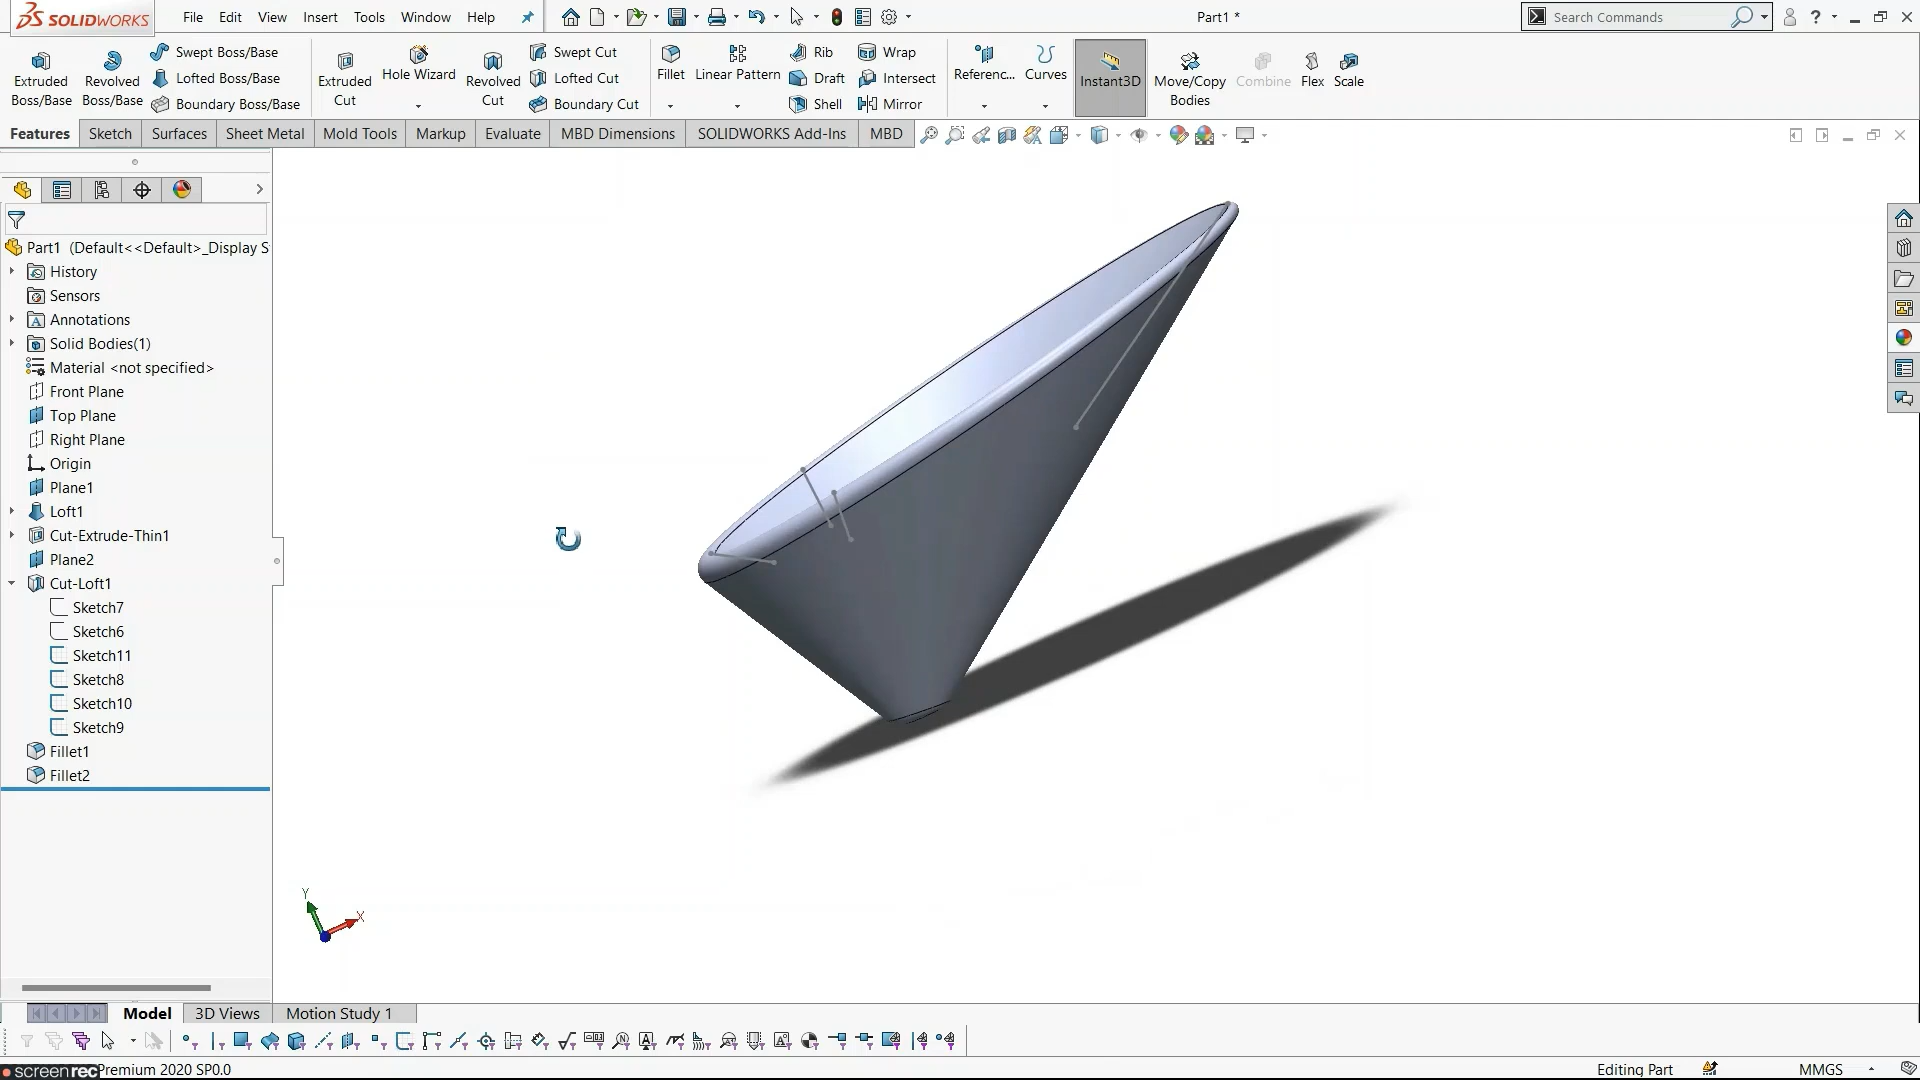 SOLIDWORKS File Edit View Insert Tools Window Help Part1 * Search Commands ?
Extruded Boss/Base
Revolved Boss/Base
Swept Boss/Base
Lofted Boss/Base
Boundary Boss/Base
Extruded Cut
Hole Wizard
Revolved Cut
Swept Cut
Lofted Cut
Boundary Cut
Fillet
Linear Pattern
Rib
Draft
Shell
Wrap
Intersect
Mirror
Referenc...
Curves
Instant3D
Move/Copy Bodies
Combine
Flex
Scale
Features Sketch Surfaces Sheet Metal Mold Tools Markup Evaluate MBD Dimensions SOLIDWORKS Add-Ins MBD
Part1 (Default<<Default>_Display S
History
Sensors
Annotations
Solid Bodies(1)
Material <not specified>
Front Plane
Top Plane
Right Plane
Origin
Plane1
Loft1
Cut-Extrude-Thin1
Plane2
Cut-Loft1
Sketch7
Sketch6
Sketch11
Sketch8
Sketch10
Sketch9
Fillet1
Fillet2
Y
X
Model 3D Views Motion Study 1
screenrec Premium 2020 SP0.0 Editing Part MMGS